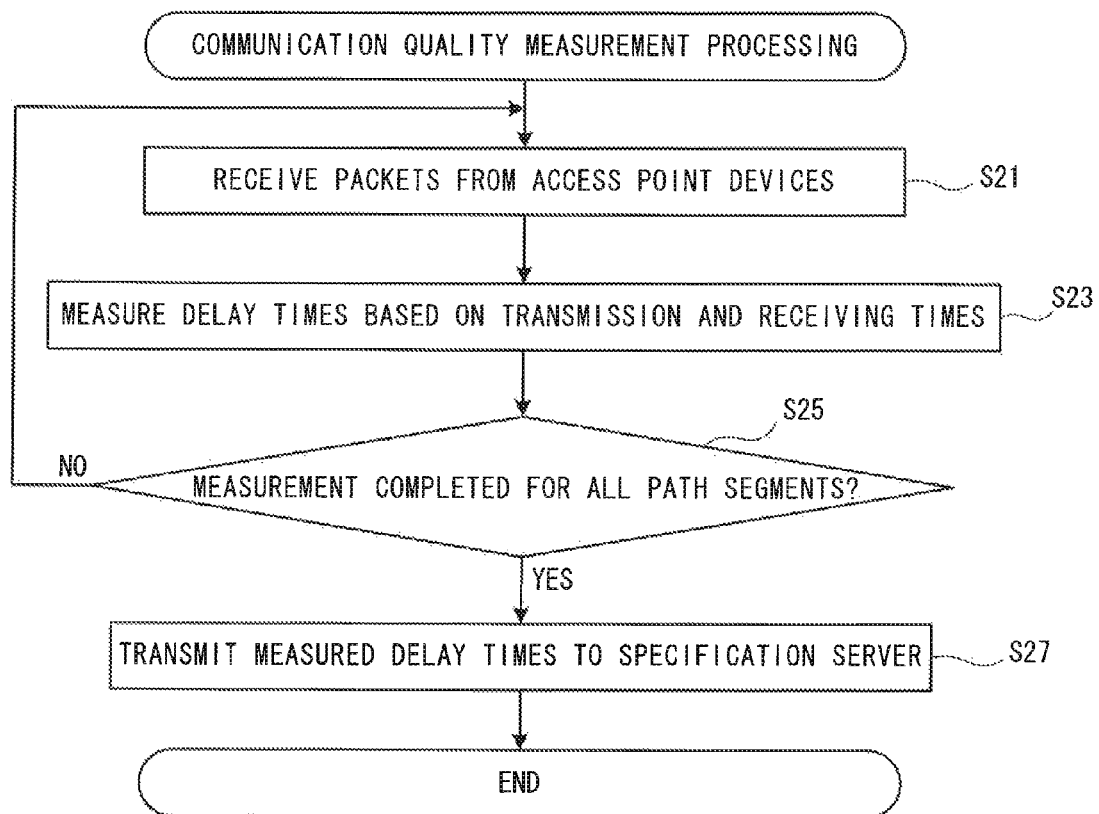 COMMUNICATION QUALITY MEASUREMENT PROCESSING
RECEIVE PACKETS FROM ACCESS POINT DEVICES
S21
MEASURE DELAY TIMES BASED ON TRANSMISSION AND RECEIVING TIMES
S23
S25
NO
MEASUREMENT COMPLETED FOR ALL PATH SEGMENTS?
YES
TRANSMIT MEASURED DELAY TIMES TO SPECIFICATION SERVER
S27
END